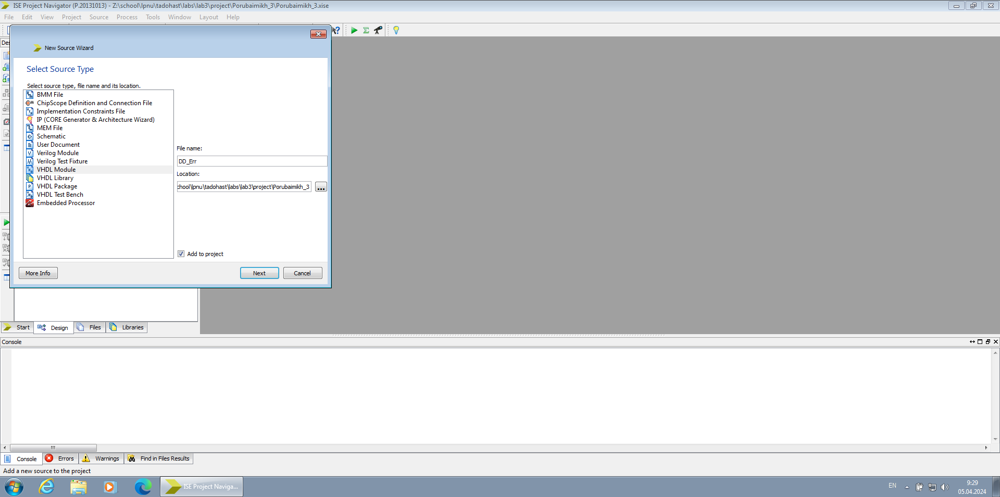 ISE Project Navigator (P.20131013) - Z:\school\lpnu\tadohast\labs\lab3\project\Porubaimikh_3\Porubaimikh_3.xise
File Edit View Project Source Process Tools Window Layout Help
New Source Wizard
Select Source Type
Select source type, file name and its location.
BMM File
ChipScope Definition and Connection File
Implementation Constraints File
IP (CORE Generator & Architecture Wizard)
MEM File
Schematic
User Document
Verilog Module
Verilog Test Fixture
VHDL Module
VHDL Library
VHDL Package
VHDL Test Bench
Embedded Processor
File name:
DD_Err
Location:
chool\lpnu\tadohast\labs\lab3\project\Porubaimikh_3
...
Add to project
More Info Next Cancel
Start Design Files Libraries
Console
Console Errors Warnings Find in Files Results
Add a new source to the project
ISE Project Naviga...
EN
9:29
05.04.2024